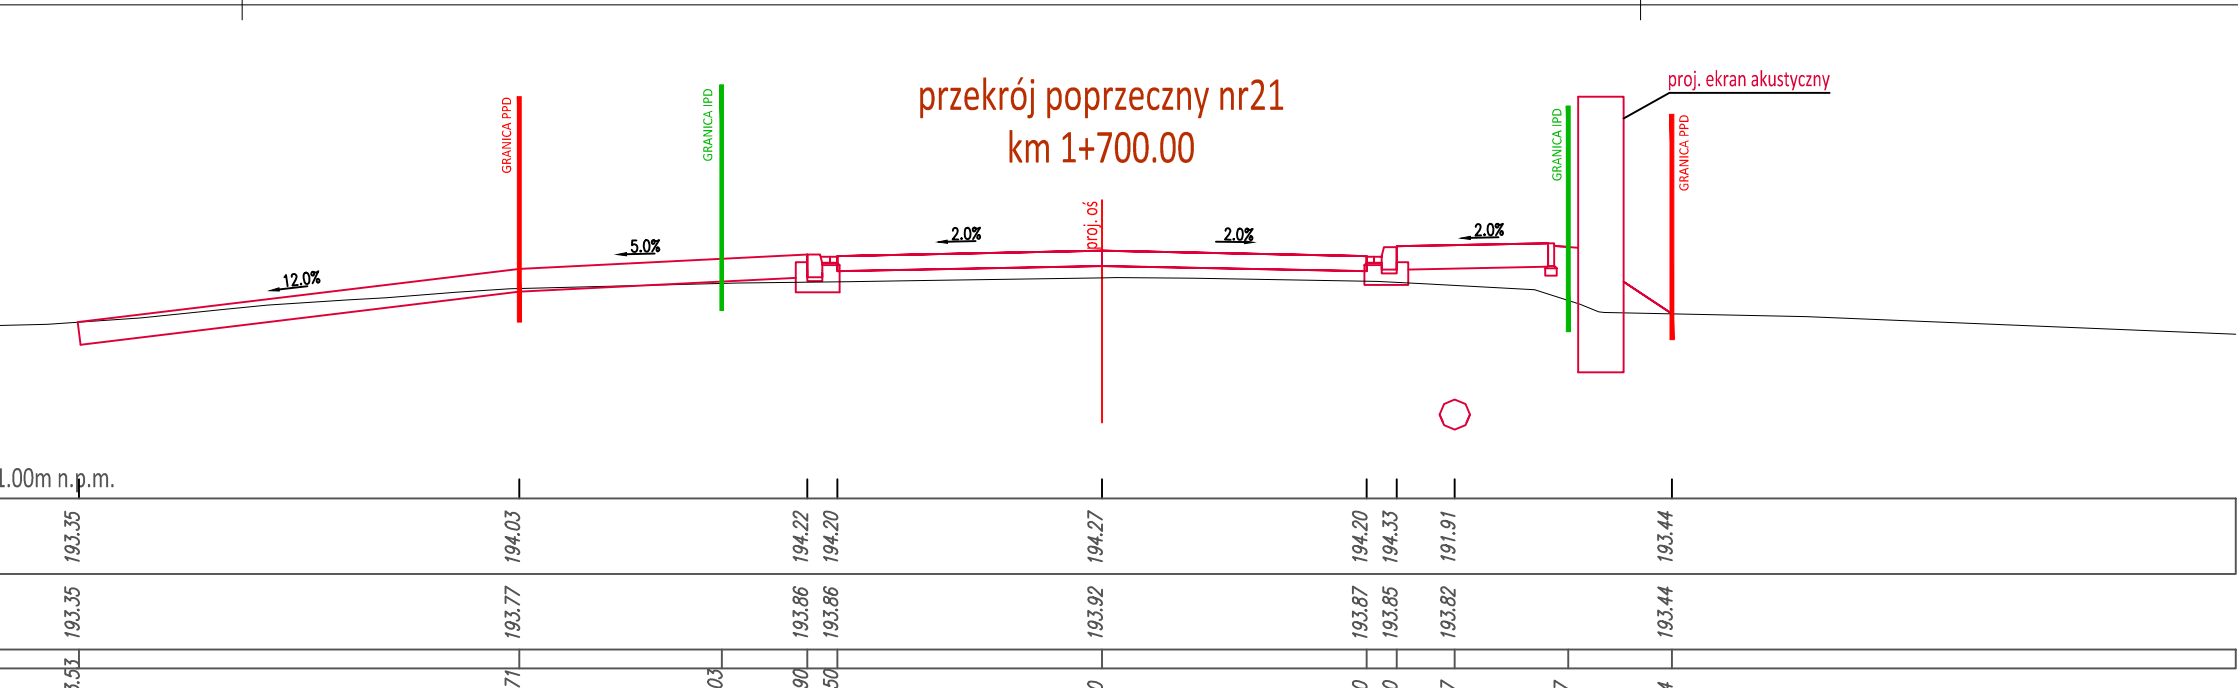 proj. ekran akustyczny
przekrój poprzeczny nr21
km 1+700.00
GRANICA PPD
GRANICA IPD
GRANICA IPD
GRANICA PPD
proj. oś
12.0%
5.0%
2.0%
2.0%
2.0%
1.00m n.p.m.
193.35 194.03 194.22 194.20 194.27 194.20 194.33 191.91 193.44
193.35 193.77 193.86 193.86 193.92 193.87 193.85 193.82 193.44